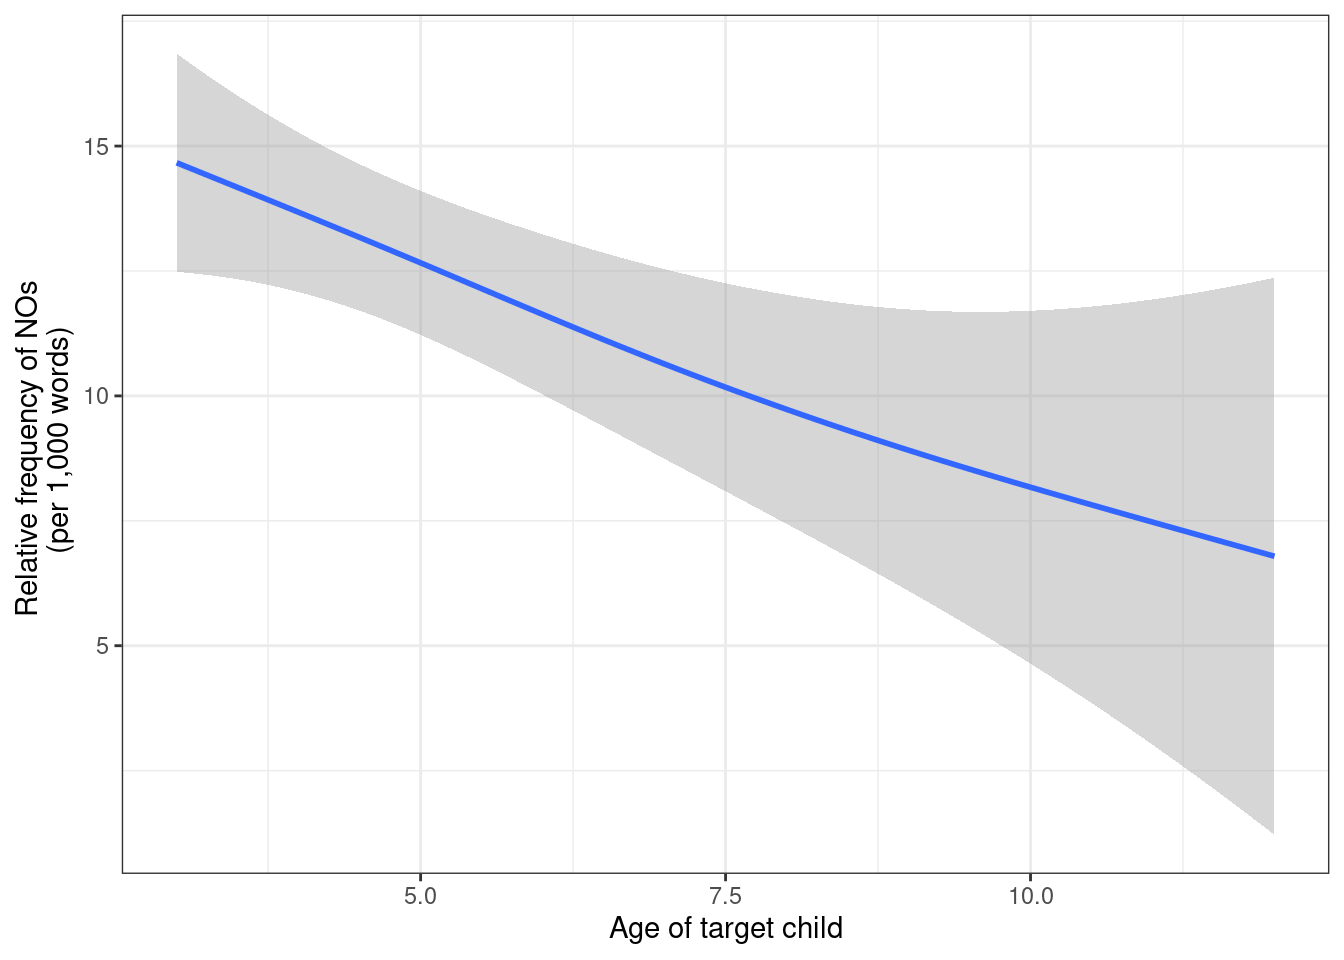 Relative frequency of NOs
(per 1,000 words)
15
10
5
5.0
7.5
10.0
Age of target child